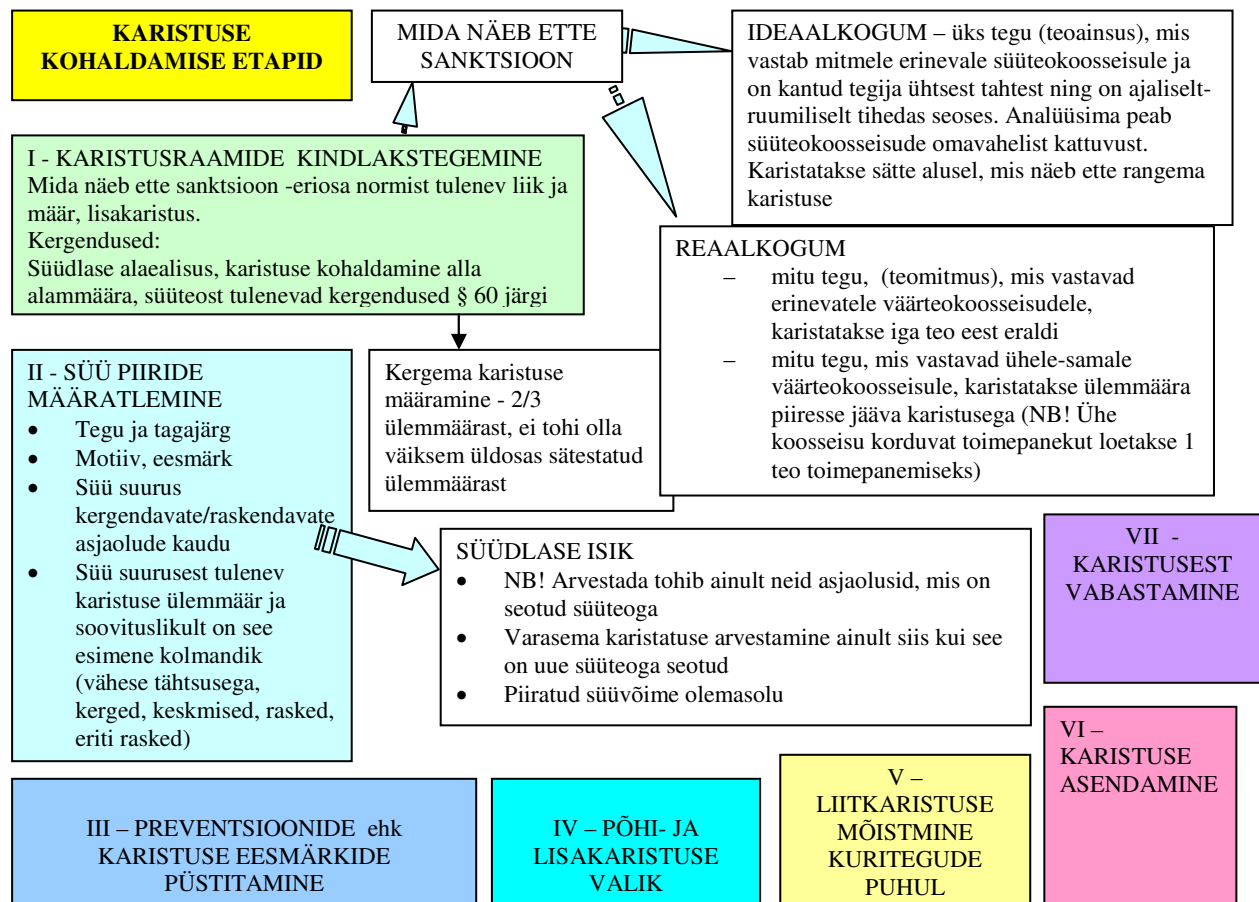 KARISTUSE
KOHALDAMISE ETAPID
MIDA NÄEB ETTE
SANKTSIOON
IDEAALKOGUM – üks tegu (teoainsus), mis
vastab mitmele erinevale süüteokoosseisule ja
on kantud tegija ühtsest tahtest ning on ajaliselt-
ruumiliselt tihedas seoses. Analüüsima peab
süüteokoosseisude omavahelist kattuvust.
Karistatakse sätte alusel, mis näeb ette rangema
karistuse
I - KARISTUSRAAMIDE KINDLAKSTEGEMINE
Mida näeb ette sanktsioon -eriosa normist tulenev liik ja
määr, lisakaristus.
Kergendused:
Süüdlase alaealisus, karistuse kohaldamine alla
alammäära, süüteost tulenevad kergendused § 60 järgi
REAALKOGUM
– mitu tegu, (teomitmus), mis vastavad
erinevatele väärteokoosseisudele,
karistatakse iga teo eest eraldi
– mitu tegu, mis vastavad ühele-samale
väärteokoosseisule, karistatakse ülemmäära
piiresse jääva karistusega (NB! Ühe
koosseisu korduvat toimepanekut loetakse 1
teo toimepanemiseks)
II - SÜÜ PIIRIDE
MÄÄRATLEMINE
• Tegu ja tagajärg
• Motiiv, eesmärk
• Süü suurus
kergendavate/raskendavate
asjaolude kaudu
• Süü suurusest tulenev
karistuse ülemmäär ja
soovituslikult on see
esimene kolmandik
(vähese tähtsusega,
kerged, keskmised, rasked,
eriti rasked)
Kergema karistuse
määramine - 2/3
ülemmäärast, ei tohi olla
väiksem üldosas sätestatud
ülemmäärast
SÜÜDLASE ISIK
• NB! Arvestada tohib ainult neid asjaolusid, mis on
seotud süüteoga
• Varasema karistatuse arvestamine ainult siis kui see
on uue süüteoga seotud
• Piiratud süüvõime olemasolu
VII -
KARISTUSEST
VABASTAMINE
VI –
KARISTUSE
ASENDAMINE
III – PREVENTSIOONIDE ehk
KARISTUSE EESMÄRKIDE
PÜSTITAMINE
IV – PÕHI- JA
LISAKARISTUSE
VALIK
V –
LIITKARISTUSE
MÕISTMINE
KURITEGUDE
PUHUL